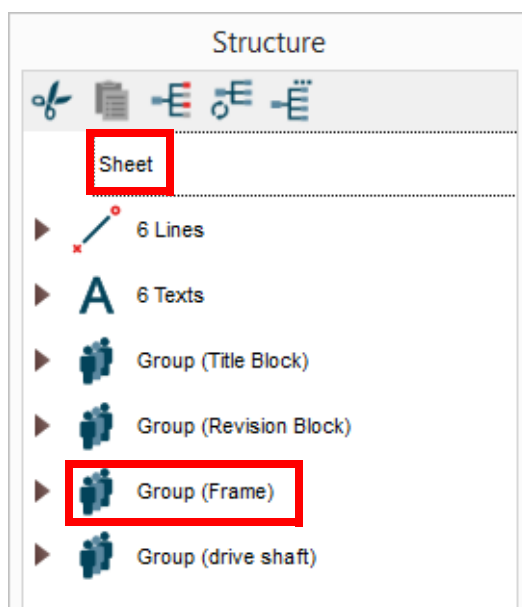 Structure
Sheet
6 Lines
6 Texts
Group (Title Block)
Group (Revision Block)
Group (Frame)
Group (drive shaft)